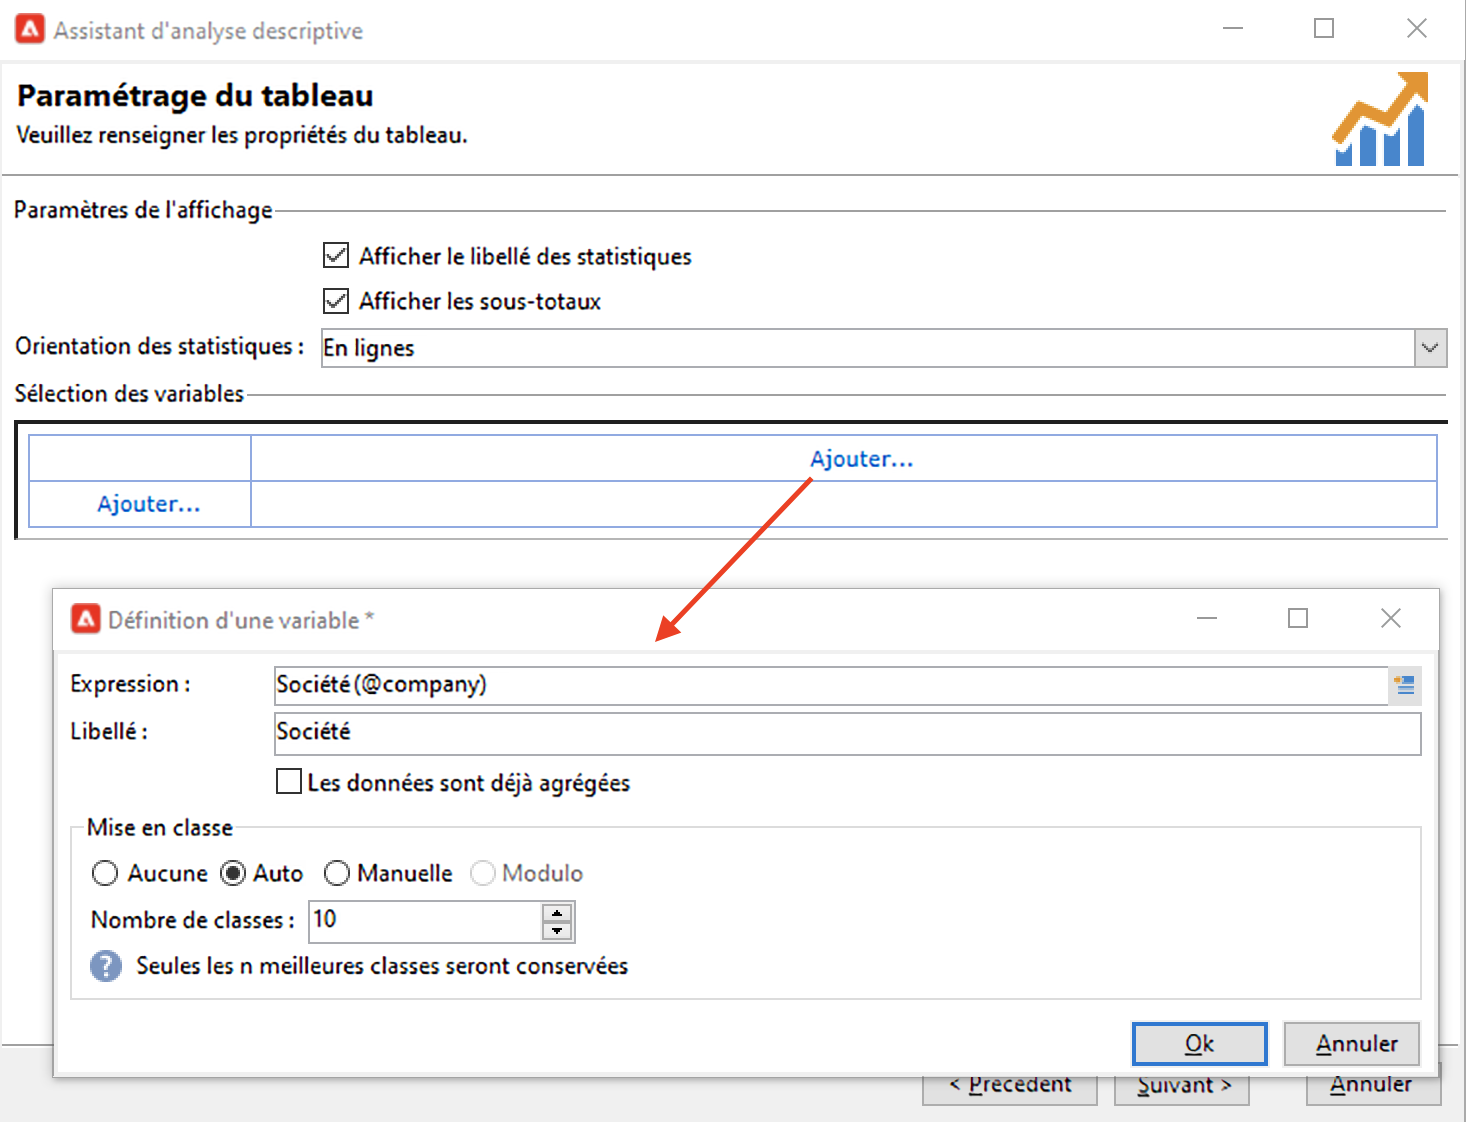 Assistant d'analyse descriptive
Paramétrage du tableau
Veuillez renseigner les propriétés du tableau.
Paramètres de l'affichage
Afficher le libellé des statistiques
Afficher les sous-totaux
Orientation des statistiques : En lignes
Sélection des variables
Ajouter...
Ajouter...
Définition d'une variable *
Expression : Société (@company)
Libellé : Société
Les données sont déjà agrégées
Mise en classe
Aucune Auto Manuelle Modulo
Nombre de classes : 10
? Seules les n meilleures classes seront conservées
Ok Annuler
< Précédent Suivant > Annuler